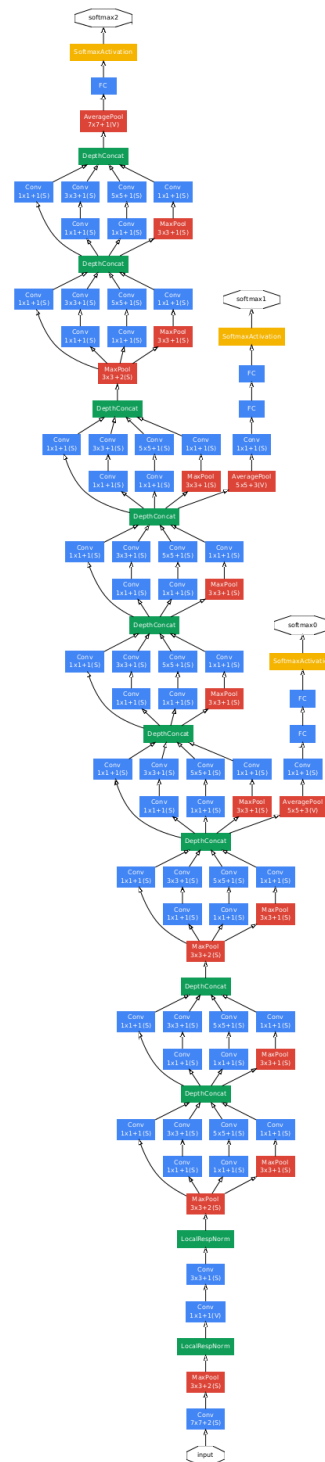 softmax2
SoftmaxActivation
FC
AveragePool
7x7+1(V)
DepthConcat
Conv Conv Conv Conv
1x1+1(S) 3x3+1(S) 5x5+1(S) 1x1+1(S)
Conv Conv MaxPool
1x1+1(S) 1x1+1(S) 3x3+1(S)
DepthConcat
Conv Conv Conv Conv
1x1+1(S) 3x3+1(S) 5x5+1(S) 1x1+1(S)
softmax1
Conv Conv MaxPool
1x1+1(S) 1x1+1(S) 3x3+1(S)
SoftmaxActivation
MaxPool
3x3+2(S)
FC
DepthConcat
FC
Conv Conv Conv Conv Conv
1x1+1(S) 3x3+1(S) 5x5+1(S) 1x1+1(S) 1x1+1(S)
Conv Conv MaxPool AveragePool
1x1+1(S) 1x1+1(S) 3x3+1(S) 5x5+3(V)
DepthConcat
Conv Conv Conv Conv
1x1+1(S) 3x3+1(S) 5x5+1(S) 1x1+1(S)
Conv Conv MaxPool
1x1+1(S) 1x1+1(S) 3x3+1(S)
DepthConcat
softmax0
Conv Conv Conv Conv
1x1+1(S) 3x3+1(S) 5x5+1(S) 1x1+1(S)
SoftmaxActivation
Conv Conv MaxPool
1x1+1(S) 1x1+1(S) 3x3+1(S)
FC
DepthConcat
FC
Conv Conv Conv Conv Conv
1x1+1(S) 3x3+1(S) 5x5+1(S) 1x1+1(S) 1x1+1(S)
Conv Conv MaxPool AveragePool
1x1+1(S) 1x1+1(S) 3x3+1(S) 5x5+3(V)
DepthConcat
Conv Conv Conv Conv
1x1+1(S) 3x3+1(S) 5x5+1(S) 1x1+1(S)
Conv Conv MaxPool
1x1+1(S) 1x1+1(S) 3x3+1(S)
MaxPool
3x3+2(S)
DepthConcat
Conv Conv Conv Conv
1x1+1(S) 3x3+1(S) 5x5+1(S) 1x1+1(S)
Conv Conv MaxPool
1x1+1(S) 1x1+1(S) 3x3+1(S)
DepthConcat
Conv Conv Conv Conv
1x1+1(S) 3x3+1(S) 5x5+1(S) 1x1+1(S)
Conv Conv MaxPool
1x1+1(S) 1x1+1(S) 3x3+1(S)
MaxPool
3x3+2(S)
LocalRespNorm
Conv
3x3+1(S)
Conv
1x1+1(V)
LocalRespNorm
MaxPool
3x3+2(S)
Conv
7x7+2(S)
input